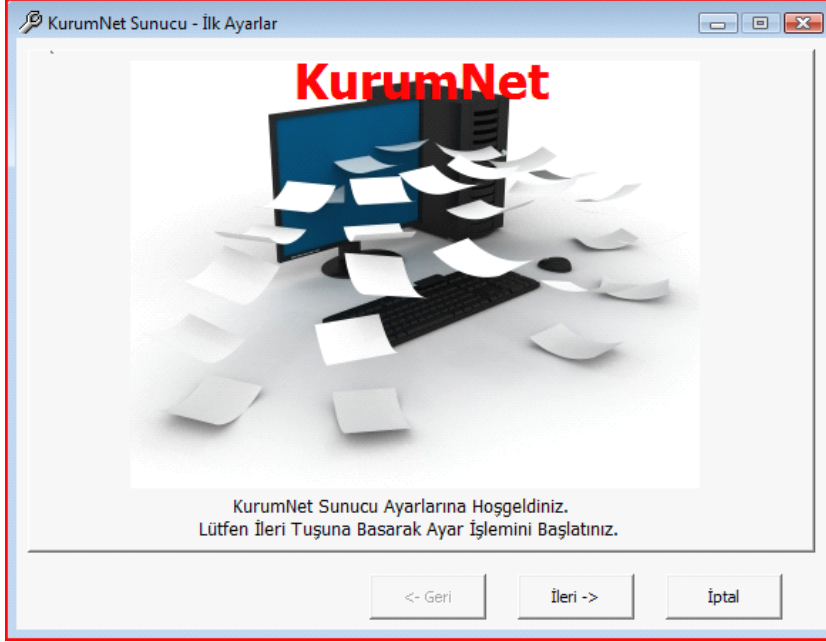 KurumNet Sunucu - İlk Ayarlar
KurumNet
KurumNet Sunucu Ayarlarına Hoşgeldiniz.
Lütfen İleri Tuşuna Basarak Ayar İşlemini Başlatınız.
<- Geri
İleri ->
İptal